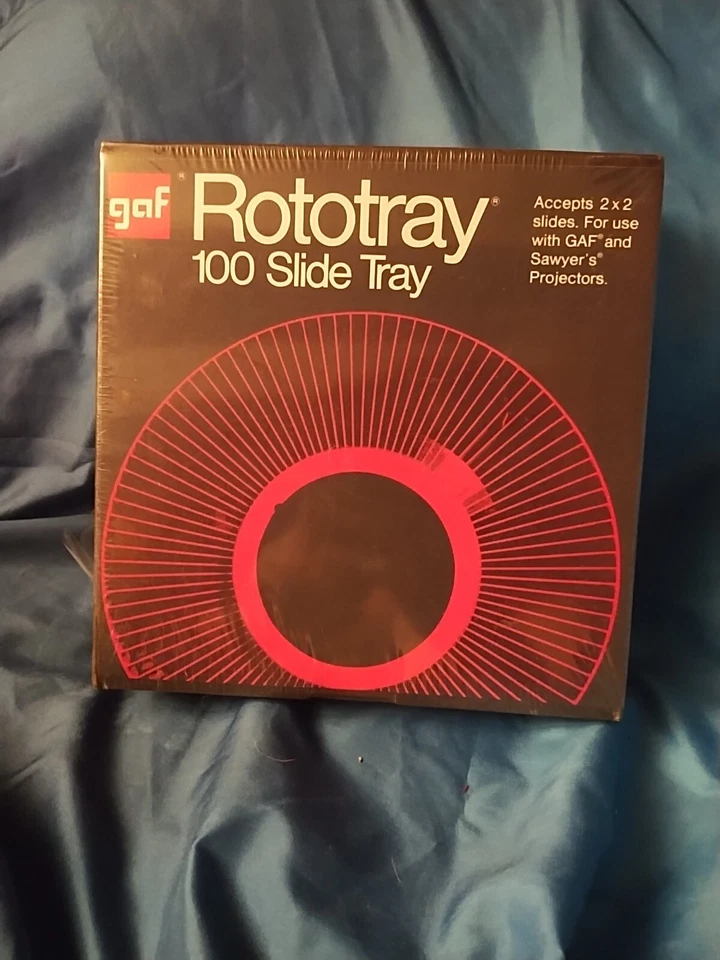 gaf®
Rototray®
100 Slide Tray
Accepts 2 x 2
slides. For use
with GAF® and
Sawyer's®
Projectors.